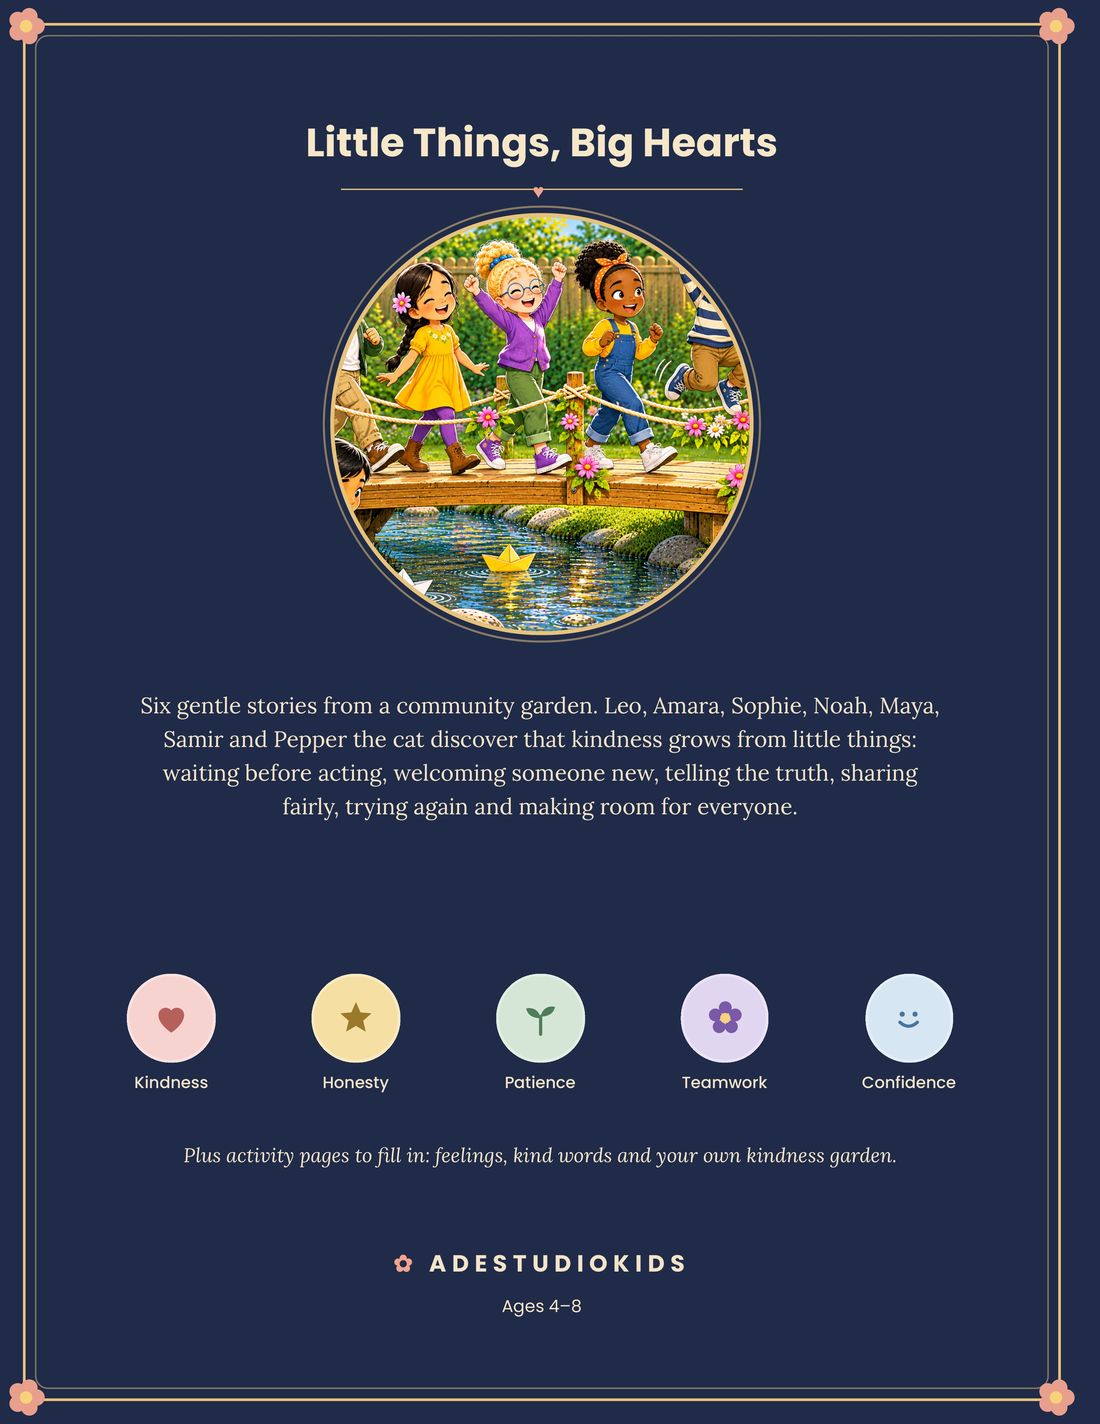 Little Things, Big Hearts
Six gentle stories from a community garden. Leo, Amara, Sophie, Noah, Maya,
Samir and Pepper the cat discover that kindness grows from little things:
waiting before acting, welcoming someone new, telling the truth, sharing
fairly, trying again and making room for everyone.
Kindness
Honesty
Patience
Teamwork
Confidence
Plus activity pages to fill in: feelings, kind words and your own kindness garden.
ADESTUDIOKIDS
Ages 4–8